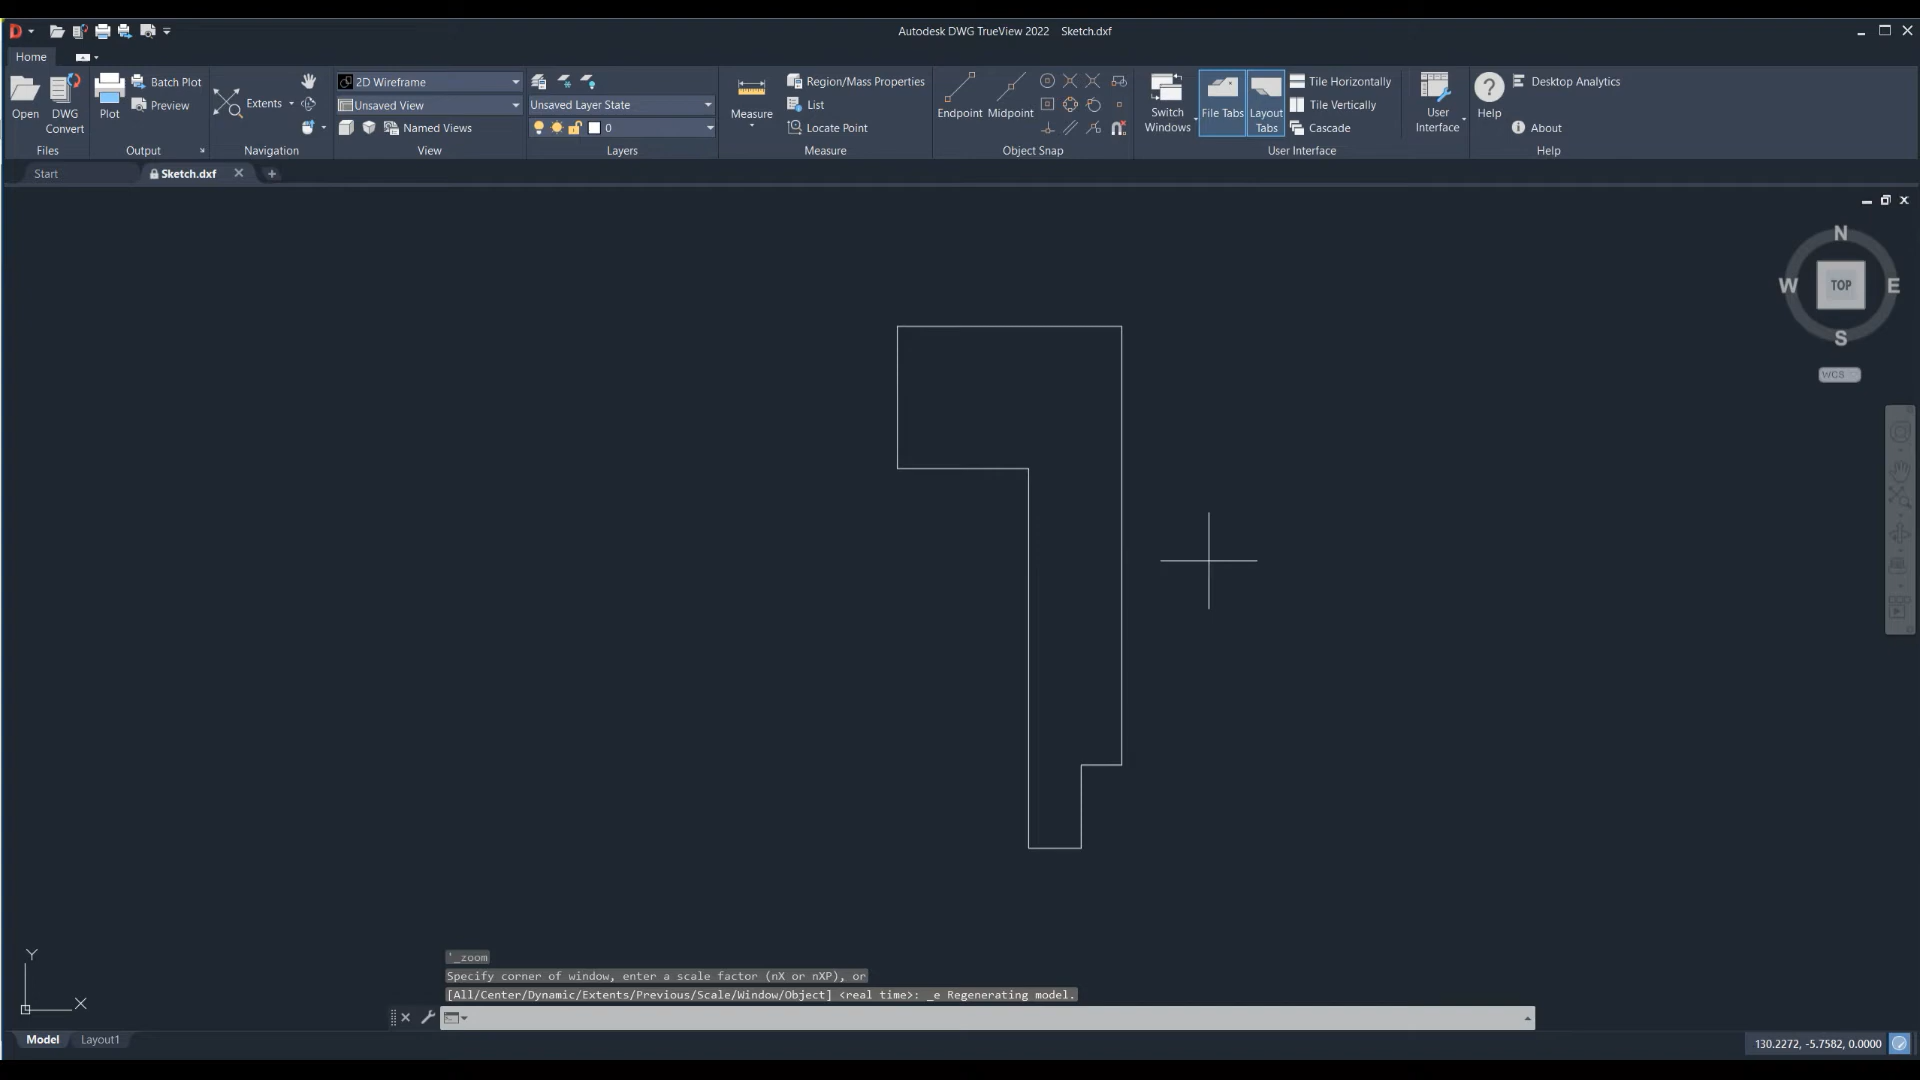 Autodesk DWG TrueView 2022 Sketch.dxf
Home
Open
DWG Convert
Files
Plot
Batch Plot
Preview
Output
Extents
Navigation
2D Wireframe
Unsaved View
Named Views
View
Unsaved Layer State
0
Layers
Measure
Region/Mass Properties
List
Locate Point
Measure
Endpoint
Midpoint
Object Snap
Switch Windows
File Tabs
Layout Tabs
Tile Horizontally
Tile Vertically
Cascade
User Interface
User Interface
Help
Desktop Analytics
About
Help
Start
Sketch.dxf
N
W
TOP
E
S
WCS
Y
X
'_zoom
Specify corner of window, enter a scale factor (nX or nXP), or
[All/Center/Dynamic/Extents/Previous/Scale/Window/Object] <real time>: _e Regenerating model.
Model
Layout1
130.2272, -5.7582, 0.0000